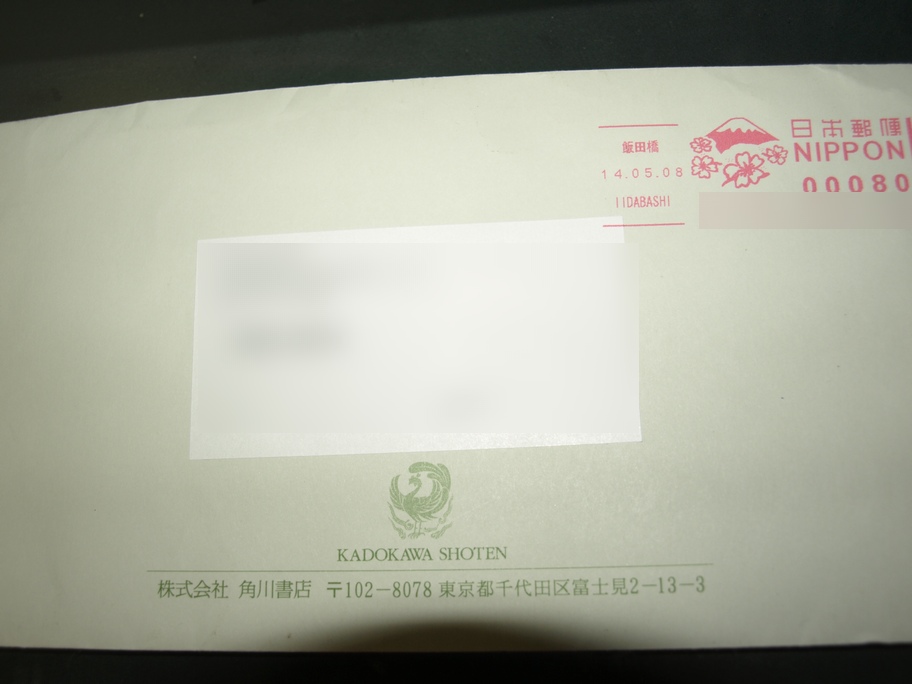 日本郵便
NIPPON
00080
飯田橋
14.05.08
IIDABASHI
KADOKAWA SHOTEN
株式会社 角川書店 〒102-8078 東京都千代田区富士見2-13-3